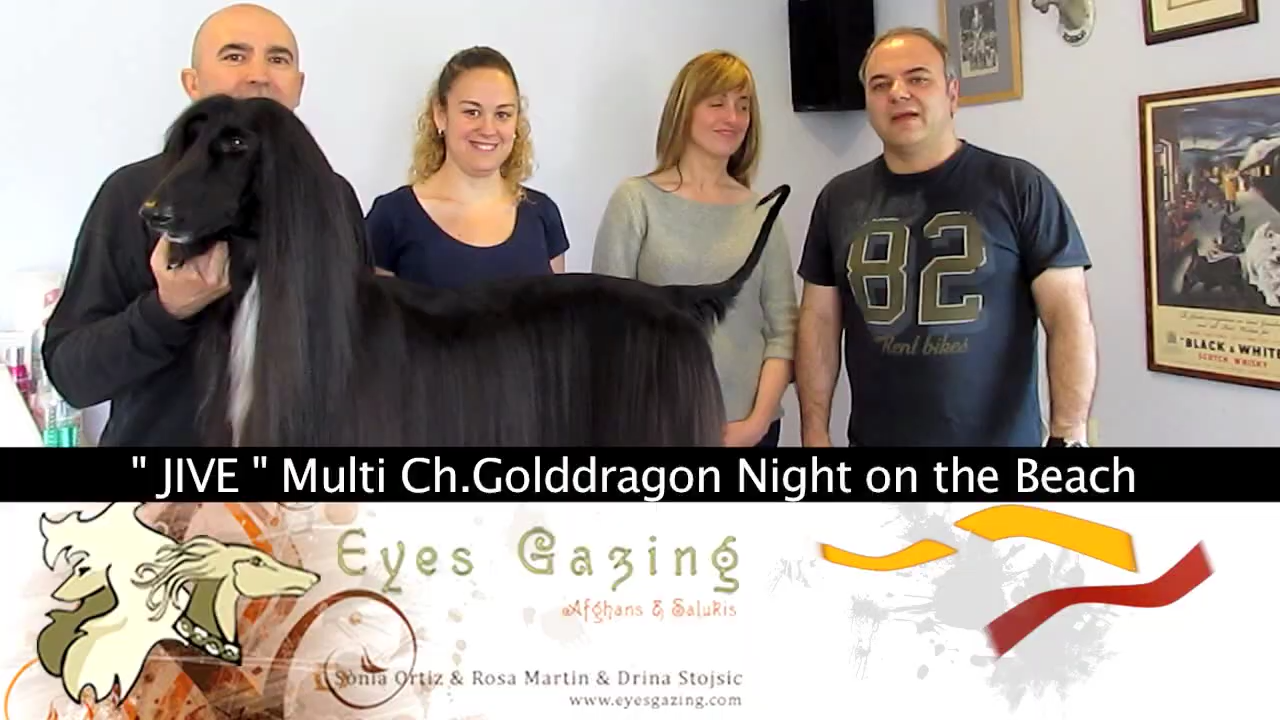 82
Rent bikes
"BLACK & WHITE
SCOTCH WHISKY
" JIVE " Multi Ch.Golddragon Night on the Beach
Eyes Gazing
Afghans & Salukis
Sonia Ortiz & Rosa Martin & Drina Stojsic
www.eyesgazing.com